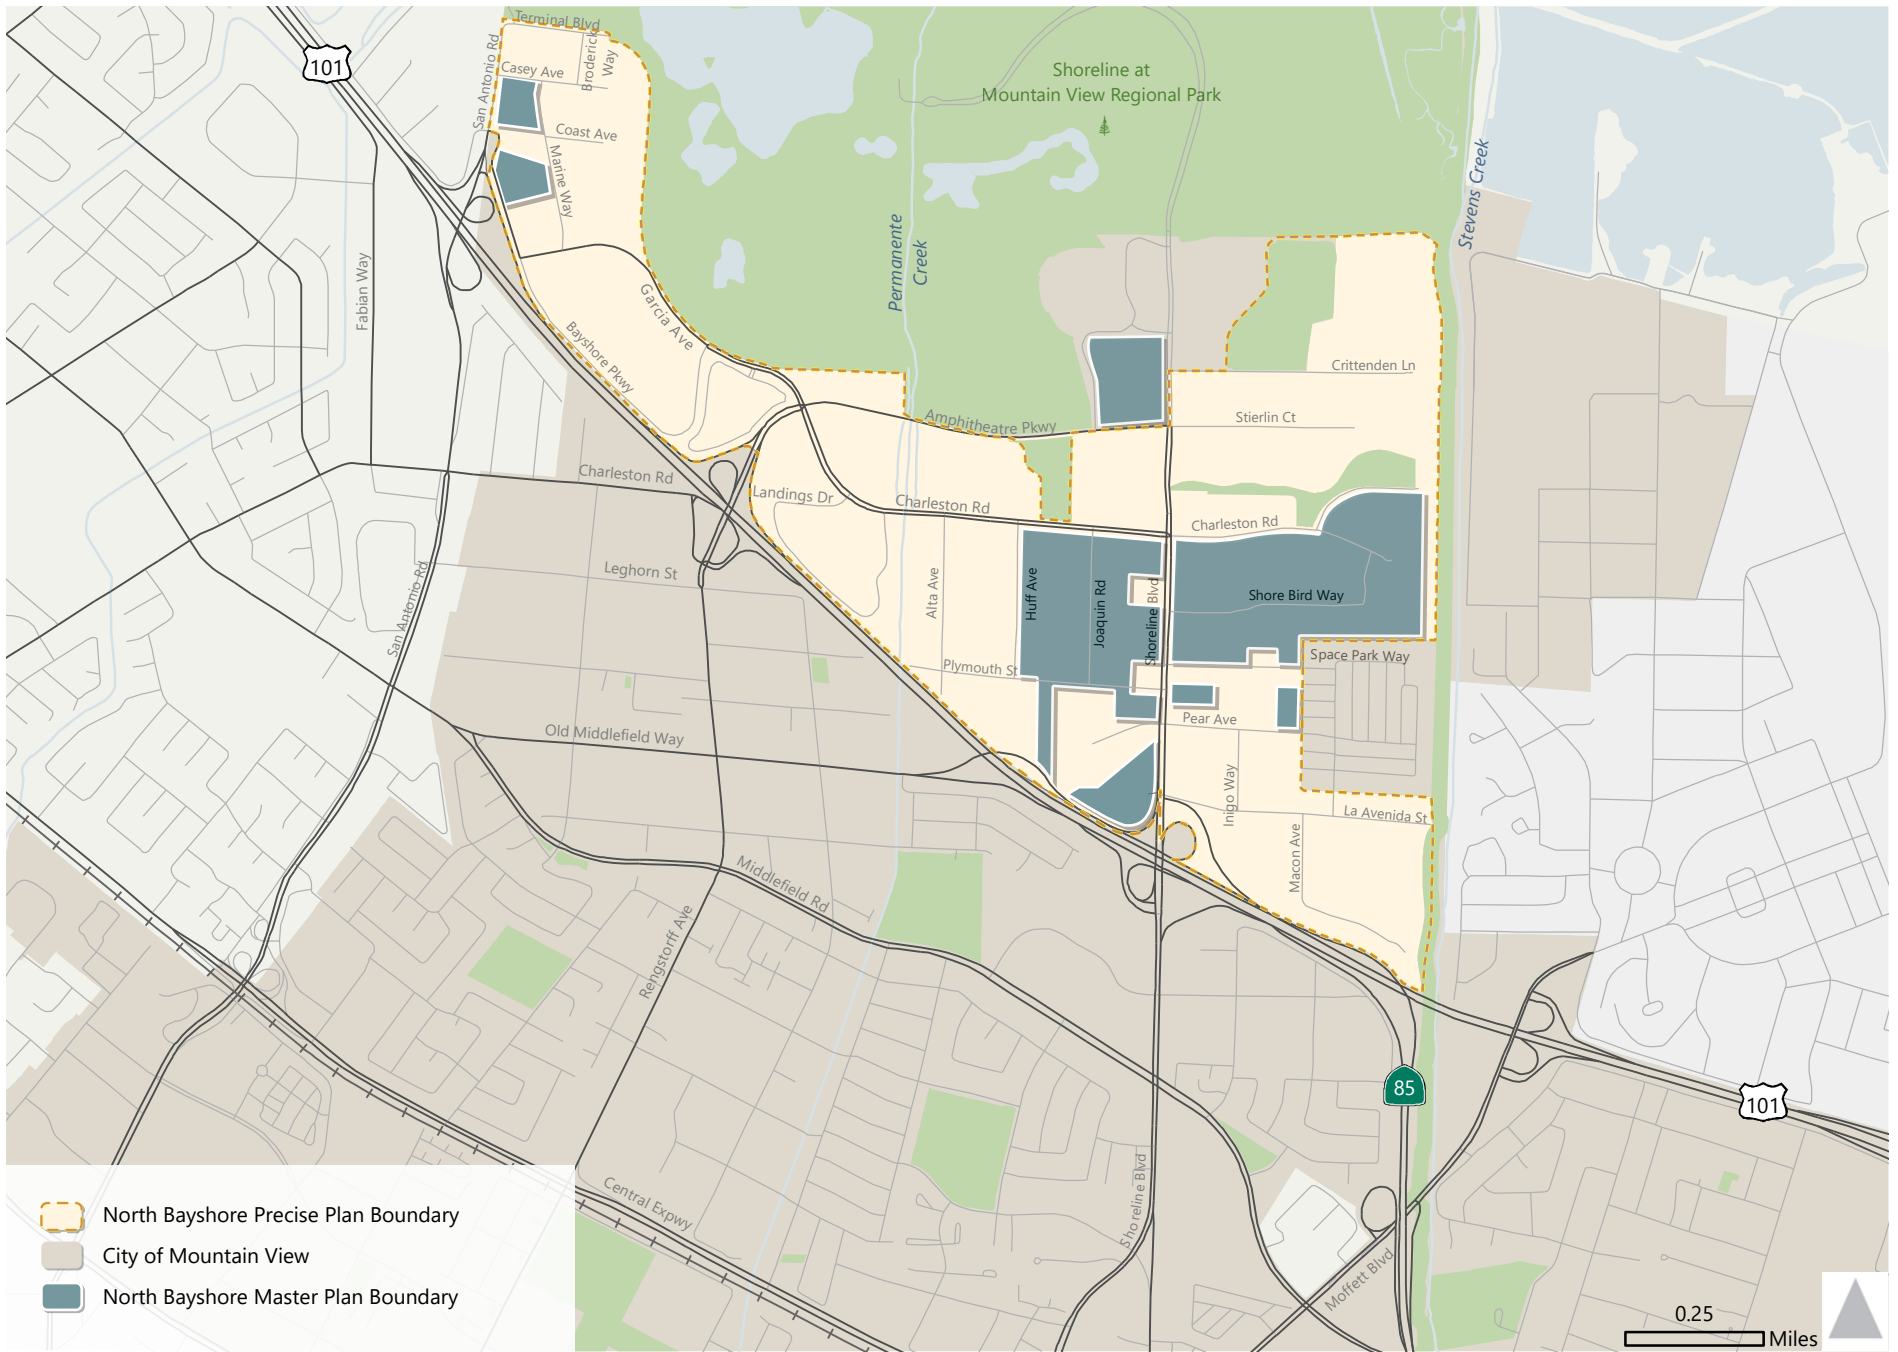 Terminal Blvd
101
San Antonio Rd
Casey Ave
Broderick
Way
Coast Ave
Marine Way
Shoreline at
Mountain View Regional Park
Stevens Creek
Permanente
Creek
Fabian Way
Garcia Ave
Bayshore Pkwy
Crittenden Ln
Stierlin Ct
Amphitheatre Pkwy
Charleston Rd
Landings Dr
Charleston Rd
Charleston Rd
Leghorn St
San Antonio Rd
Alta Ave
Huff Ave
Joaquin Rd
Shoreline Blvd
Shore Bird Way
Space Park Way
Plymouth St
Pear Ave
Old Middlefield Way
Inigo Way
La Avenida St
Macon Ave
Middlefield Rd
Rengstorff Ave
85
101
Central Expwy
Shoreline Blvd
Moffett Blvd
North Bayshore Precise Plan Boundary
City of Mountain View
North Bayshore Master Plan Boundary
0.25
Miles